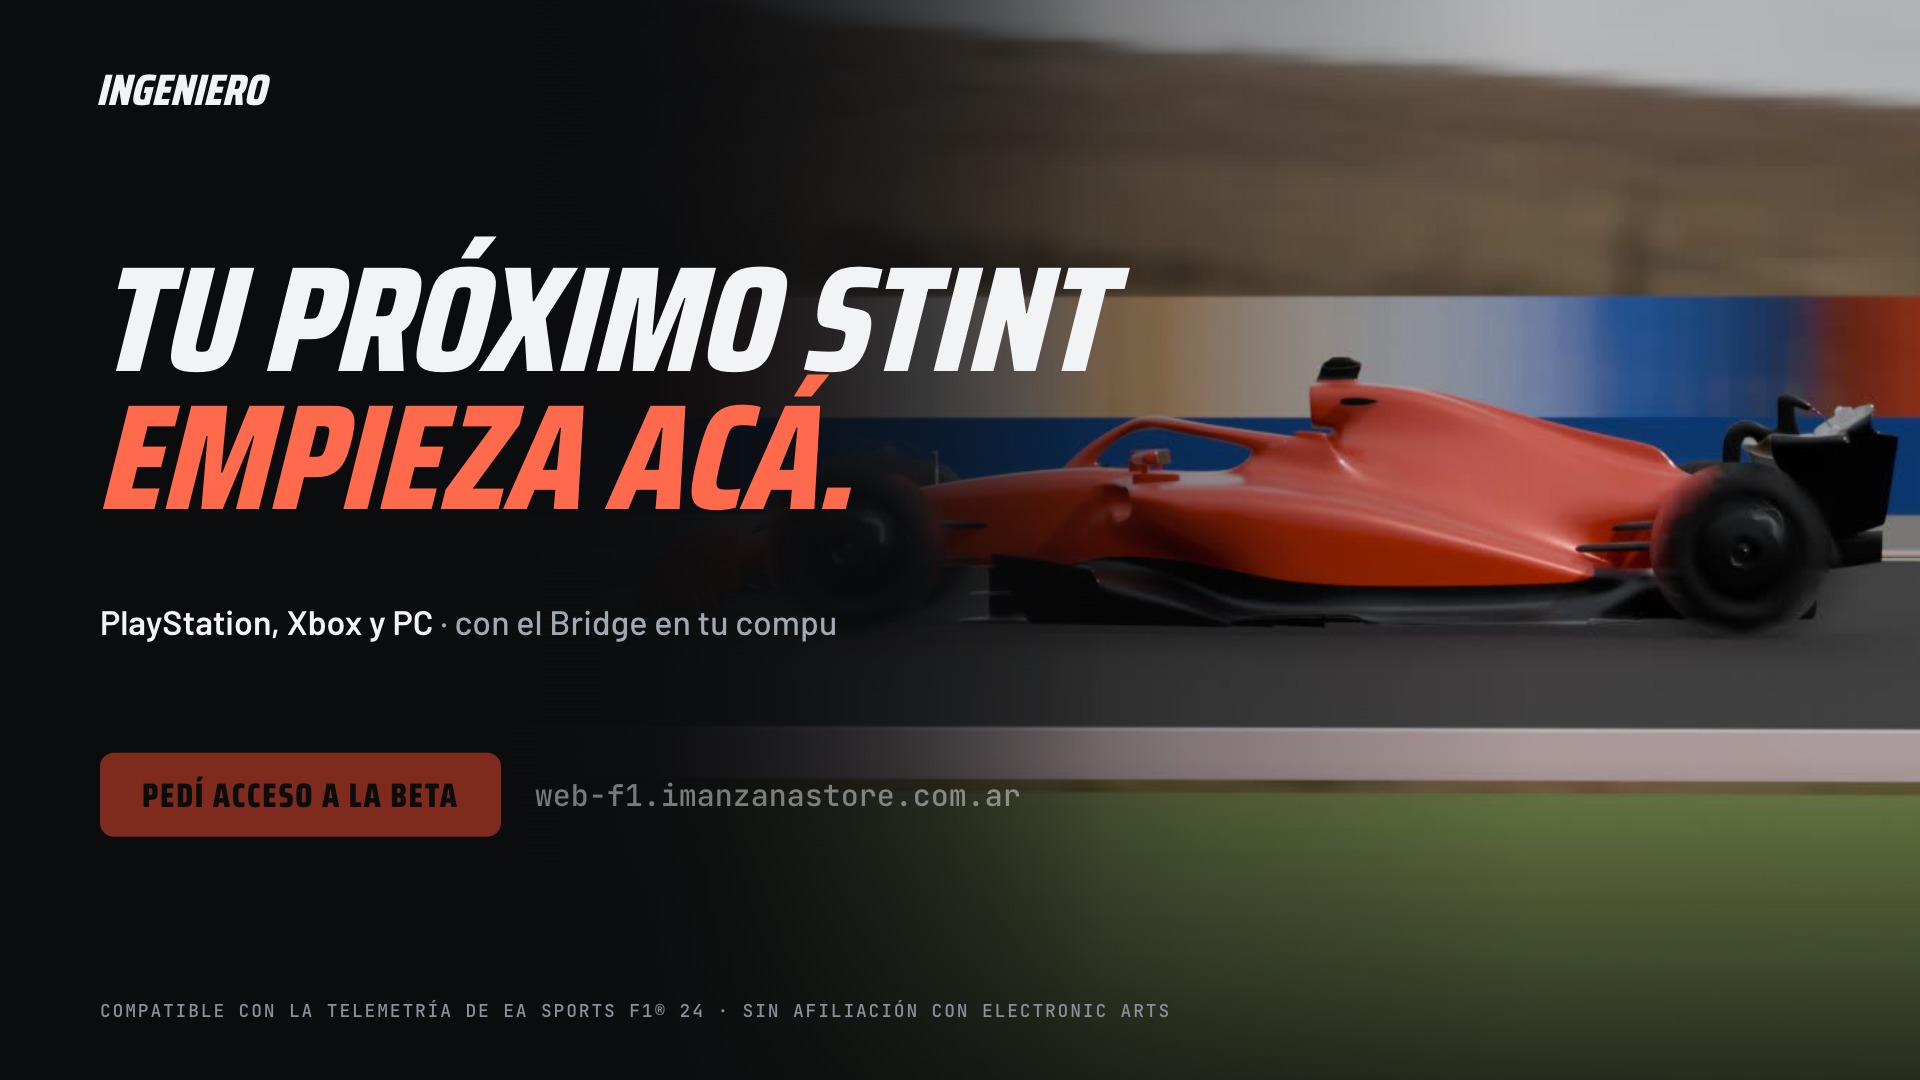 INGENIERO
TU PRÓXIMO STINT
EMPIEZA ACÁ.
PlayStation, Xbox y PC · con el Bridge en tu compu
PEDÍ ACCESO A LA BETA
web-f1.imanzanastore.com.ar
COMPATIBLE CON LA TELEMETRÍA DE EA SPORTS F1® 24 · SIN AFILIACIÓN CON ELECTRONIC ARTS